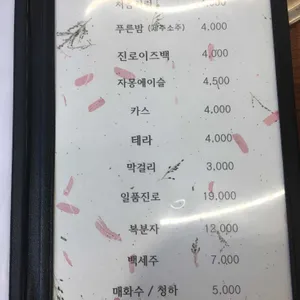 푸른밤 (제주소주) 4,000
진로이즈백 4,000
자몽에이슬 4,500
카스 4,000
테라 4,000
막걸리 3,000
일품진로 19,000
복분자 12,000
백세주 7,000
매화수 / 청하 5,000